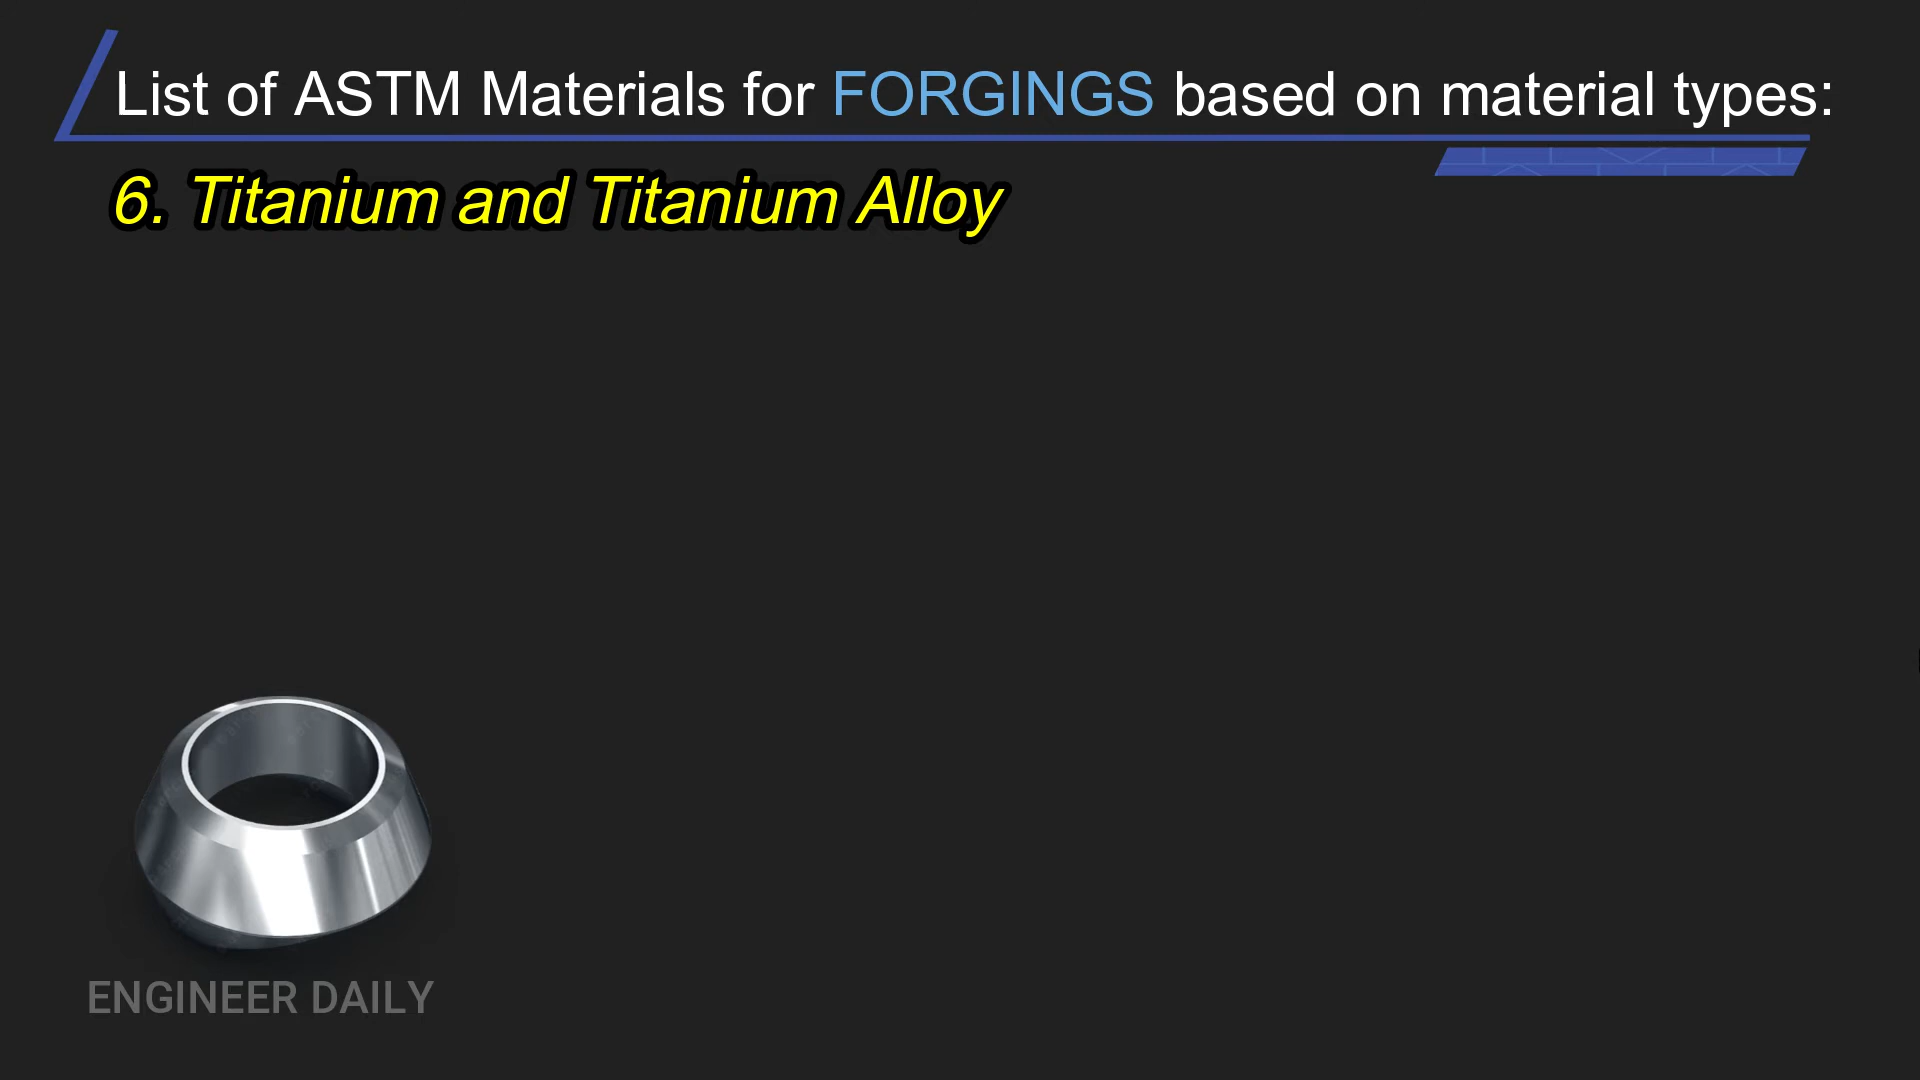 List of ASTM Materials for FORGINGS based on material types:
6. Titanium and Titanium Alloy
ENGINEER DAILY